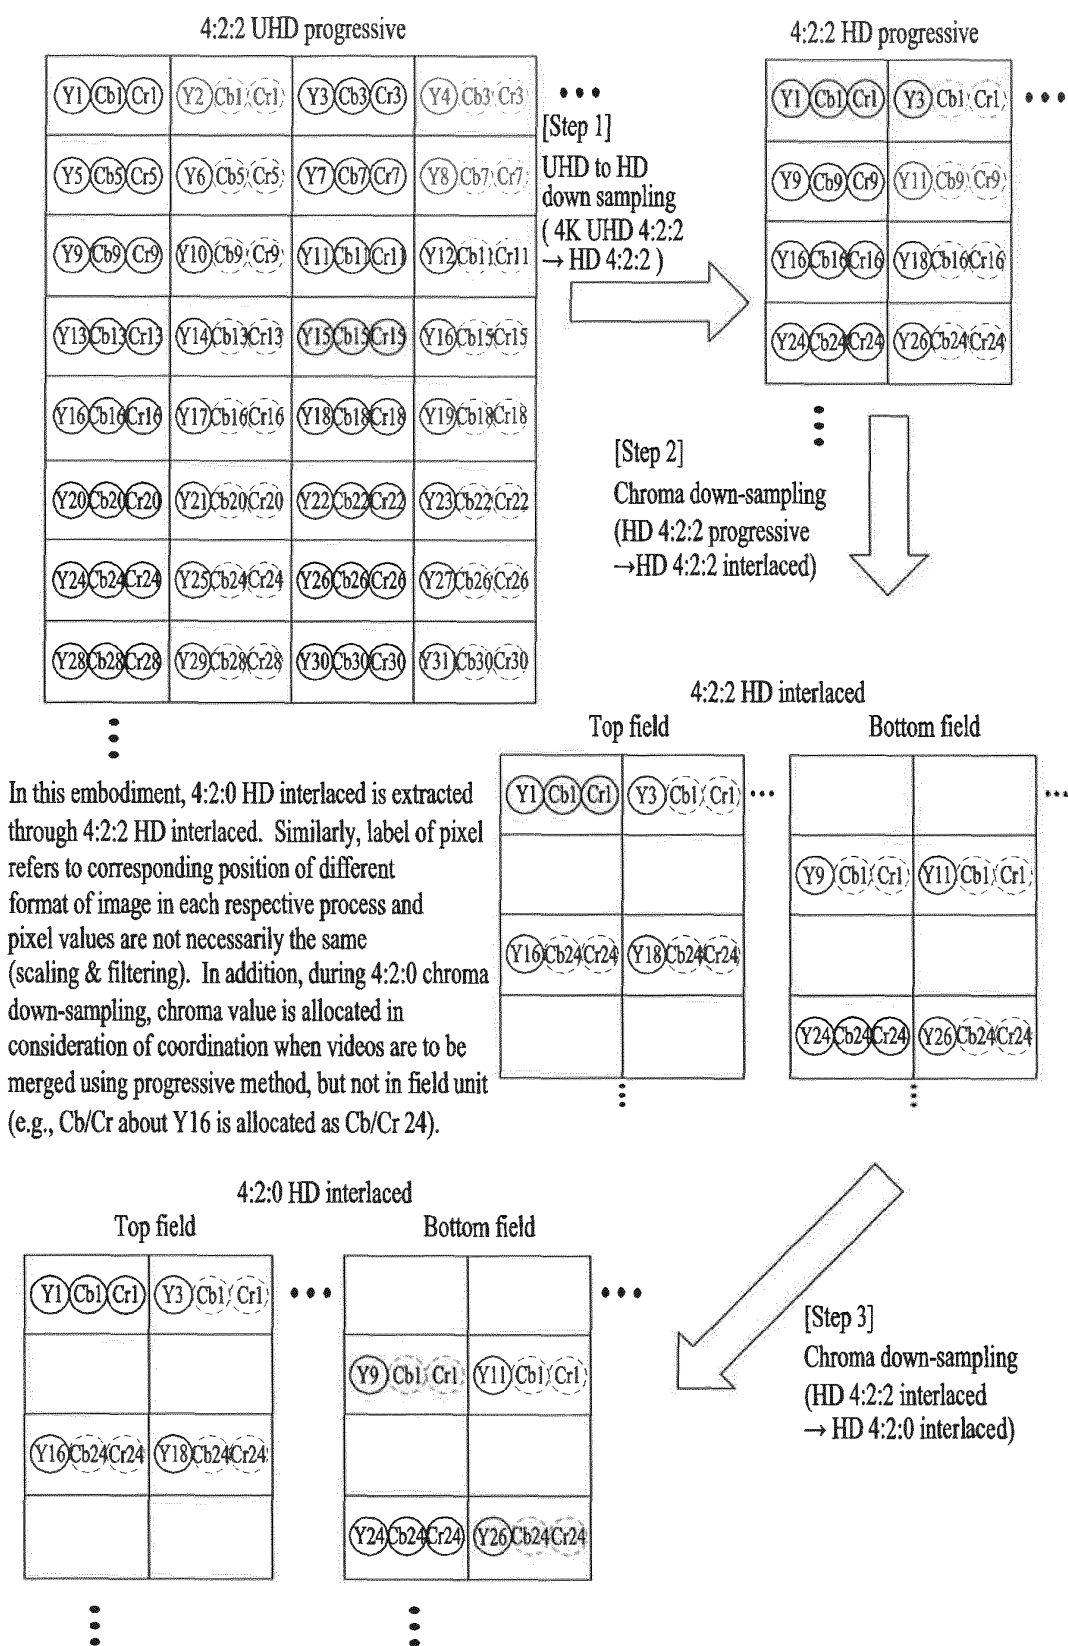 4:2:2 UHD progressive
Y1 Cb1 Cr1 Y2 Cb1 Cr1 Y3 Cb3 Cr3 Y4 Cb3 Cr3
Y5 Cb5 Cr5 Y6 Cb5 Cr5 Y7 Cb7 Cr7 Y8 Cb7 Cr7
Y9 Cb9 Cr9 Y10 Cb9 Cr9 Y11 Cb11 Cr11 Y12 Cb11 Cr11
Y13 Cb13 Cr13 Y14 Cb13 Cr13 Y15 Cb15 Cr15 Y16 Cb15 Cr15
Y16 Cb16 Cr16 Y17 Cb16 Cr16 Y18 Cb18 Cr18 Y19 Cb18 Cr18
Y20 Cb20 Cr20 Y21 Cb20 Cr20 Y22 Cb22 Cr22 Y23 Cb22 Cr22
Y24 Cb24 Cr24 Y25 Cb24 Cr24 Y26 Cb26 Cr26 Y27 Cb26 Cr26
Y28 Cb28 Cr28 Y29 Cb28 Cr28 Y30 Cb30 Cr30 Y31 Cb30 Cr30
[Step 1]
UHD to HD
down sampling
( 4K UHD 4:2:2
→ HD 4:2:2 )
4:2:2 HD progressive
Y1 Cb1 Cr1 Y3 Cb1 Cr1
Y9 Cb9 Cr9 Y11 Cb9 Cr9
Y16 Cb16 Cr16 Y18 Cb16 Cr16
Y24 Cb24 Cr24 Y26 Cb24 Cr24
[Step 2]
Chroma down-sampling
(HD 4:2:2 progressive
→HD 4:2:2 interlaced)
4:2:2 HD interlaced
Top field
Y1 Cb1 Cr1 Y3 Cb1 Cr1
Y16 Cb24 Cr24 Y18 Cb24 Cr24
Bottom field
Y9 Cb1 Cr1 Y11 Cb1 Cr1
Y24 Cb24 Cr24 Y26 Cb24 Cr24
In this embodiment, 4:2:0 HD interlaced is extracted
through 4:2:2 HD interlaced. Similarly, label of pixel
refers to corresponding position of different
format of image in each respective process and
pixel values are not necessarily the same
(scaling & filtering). In addition, during 4:2:0 chroma
down-sampling, chroma value is allocated in
consideration of coordination when videos are to be
merged using progressive method, but not in field unit
(e.g., Cb/Cr about Y16 is allocated as Cb/Cr 24).
[Step 3]
Chroma down-sampling
(HD 4:2:2 interlaced
→ HD 4:2:0 interlaced)
4:2:0 HD interlaced
Top field
Y1 Cb1 Cr1 Y3 Cb1 Cr1
Y16 Cb24 Cr24 Y18 Cb24 Cr24
Bottom field
Y9 Cb1 Cr1 Y11 Cb1 Cr1
Y24 Cb24 Cr24 Y26 Cb24 Cr24